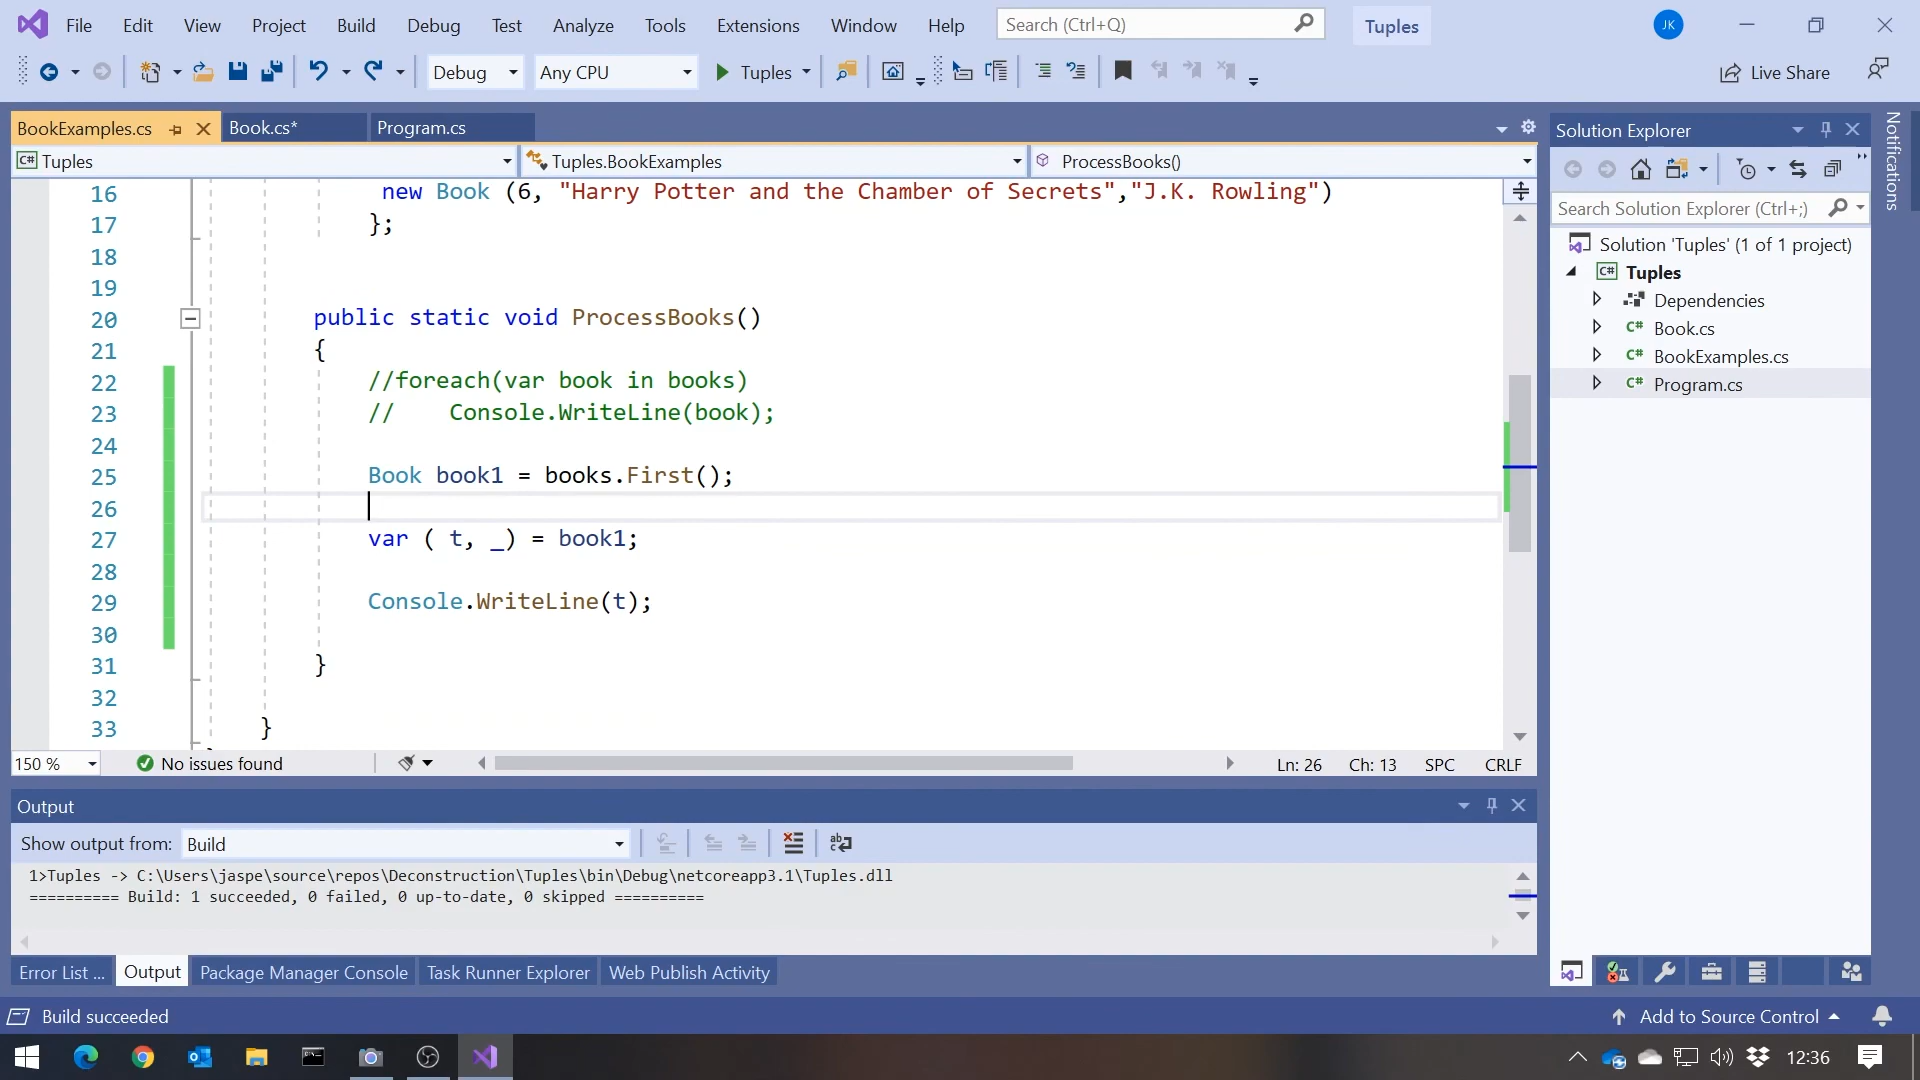 File Edit View Project Build Debug Test Analyze Tools Extensions Window Help Search (Ctrl+Q) Tuples JK
Debug Any CPU Tuples Live Share
BookExamples.cs Book.cs* Program.cs
C# Tuples Tuples.BookExamples ProcessBooks()
16 new Book (6, "Harry Potter and the Chamber of Secrets","J.K. Rowling")
17 };
18
19
20 public static void ProcessBooks()
21 {
22 //foreach(var book in books)
23 //    Console.WriteLine(book);
24
25 Book book1 = books.First();
26
27 var ( t, _) = book1;
28
29 Console.WriteLine(t);
30
31 }
32
33 }
150 % No issues found Ln: 26 Ch: 13 SPC CRLF
Output
Show output from: Build
1>Tuples -> C:\Users\jaspe\source\repos\Deconstruction\Tuples\bin\Debug\netcoreapp3.1\Tuples.dll
========== Build: 1 succeeded, 0 failed, 0 up-to-date, 0 skipped ==========
Error List ... Output Package Manager Console Task Runner Explorer Web Publish Activity
Solution Explorer
Search Solution Explorer (Ctrl+;)
Solution 'Tuples' (1 of 1 project)
C# Tuples
Dependencies
C# Book.cs
C# BookExamples.cs
C# Program.cs
Notifications
Build succeeded Add to Source Control
12:36